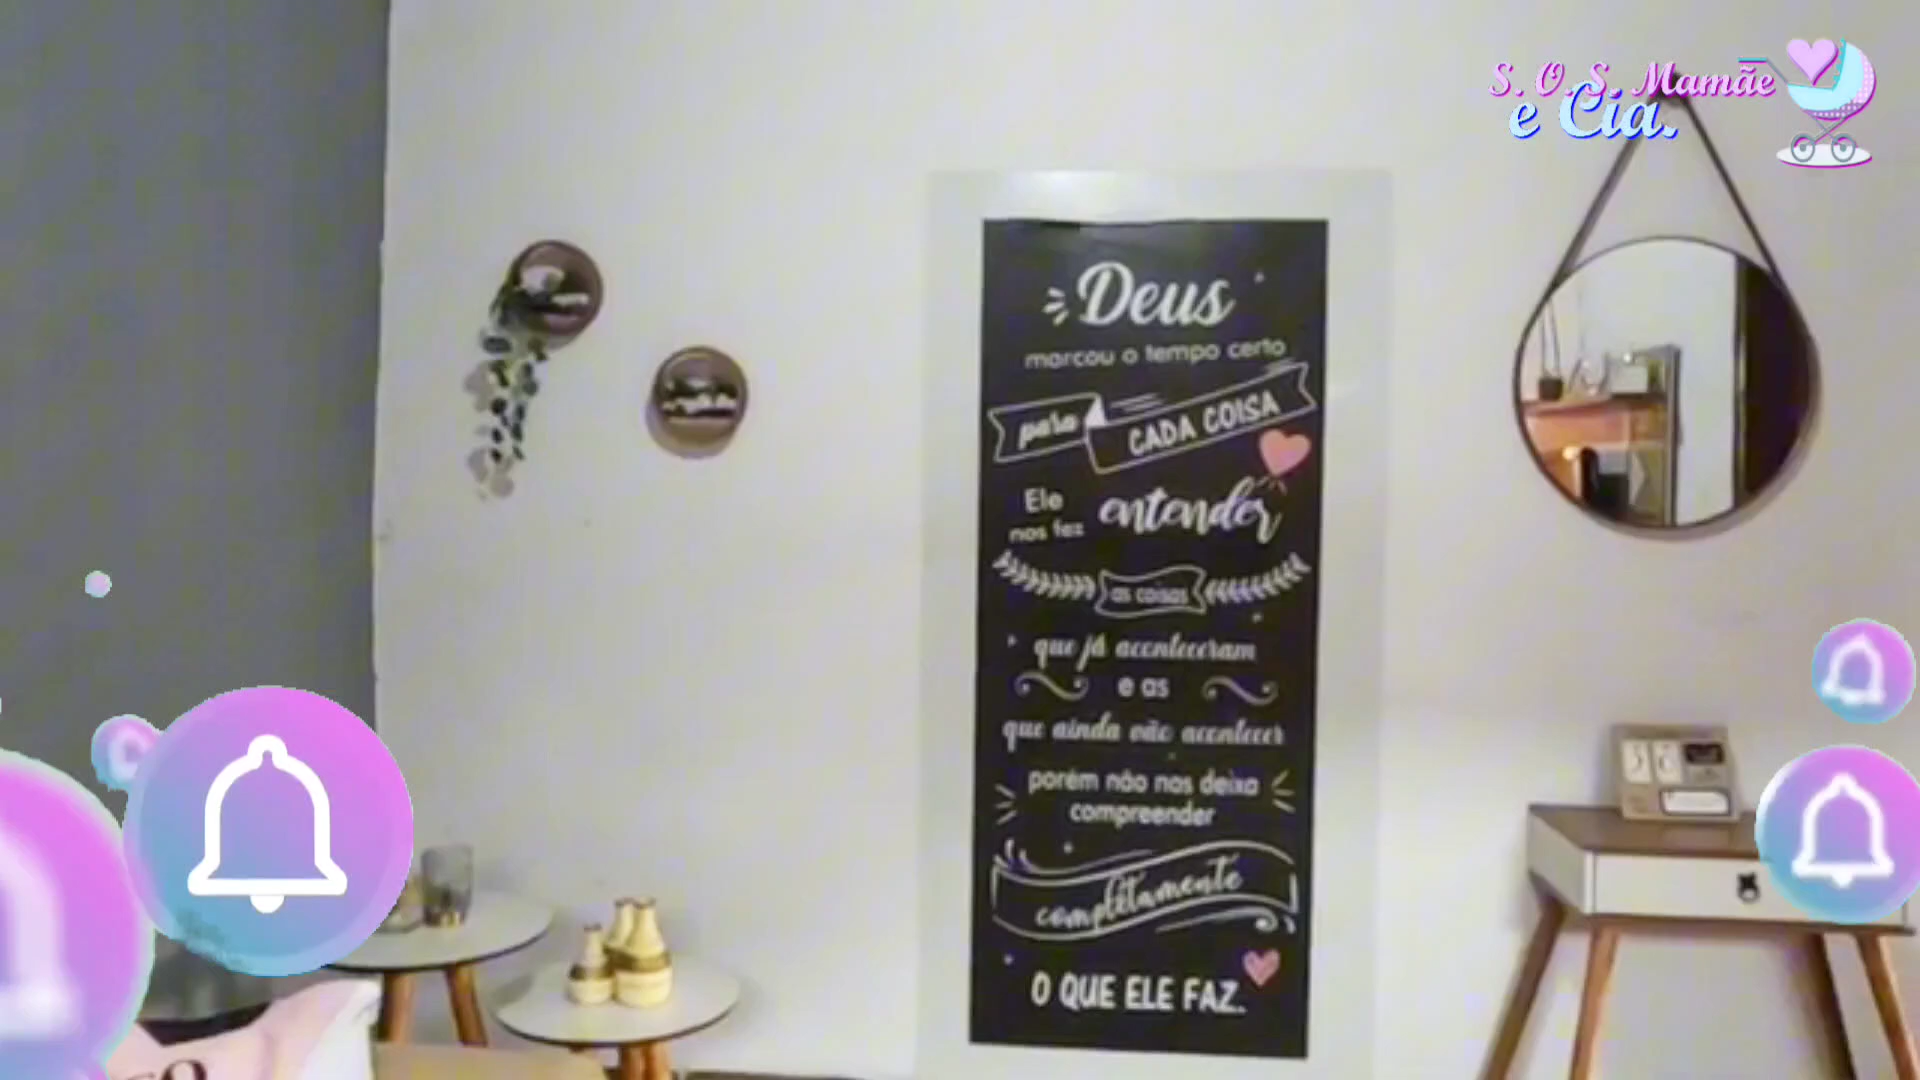 S. O. S. Mamãe
e Cia.
Deus
marcou o tempo certo
para CADA COISA
Ele
nos fez entender
as coisas
que já aconteceram
e as
que ainda vão acontecer
porém não nos deixa
compreender
completamente
O QUE ELE FAZ.